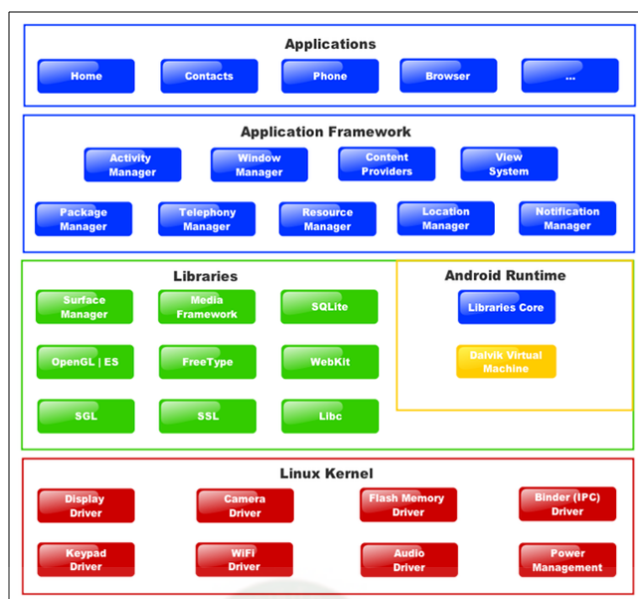 Applications
Home
Contacts
Phone
Browser
...
Application Framework
Activity
Manager
Window
Manager
Content
Providers
View
System
Package
Manager
Telephony
Manager
Resource
Manager
Location
Manager
Notification
Manager
Libraries
Surface
Manager
Media
Framework
SQLite
OpenGL | ES
FreeType
WebKit
SGL
SSL
Libc
Android Runtime
Libraries Core
Dalvik Virtual
Machine
Linux Kernel
Display
Driver
Camera
Driver
Flash Memory
Driver
Binder (IPC)
Driver
Keypad
Driver
WiFi
Driver
Audio
Driver
Power
Management